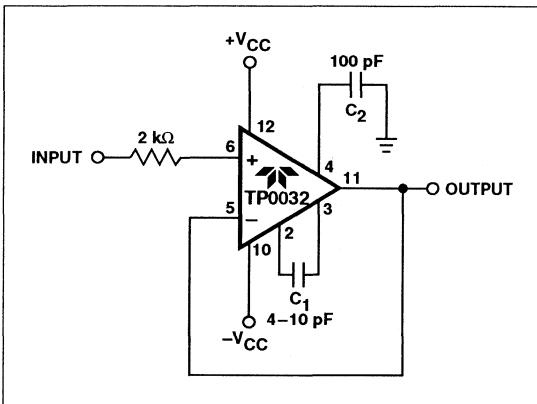 +VCC
100 pF
C2
2 kΩ
12
INPUT
6
+
4
11
TP0032
OUTPUT
5
−
3
2
10
C1
4–10 pF
−VCC